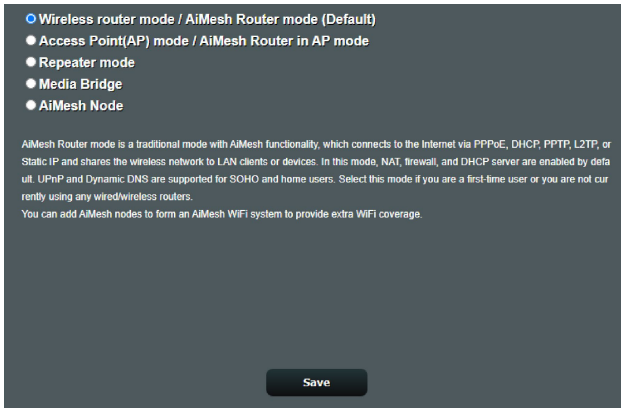 Wireless router mode / AiMesh Router mode (Default)
Access Point(AP) mode / AiMesh Router in AP mode
Repeater mode
Media Bridge
AiMesh Node
AiMesh Router mode is a traditional mode with AiMesh functionality, which connects to the Internet via PPPoE, DHCP, PPTP, L2TP, or
Static IP and shares the wireless network to LAN clients or devices. In this mode, NAT, firewall, and DHCP server are enabled by defa
ult. UPnP and Dynamic DNS are supported for SOHO and home users. Select this mode if you are a first-time user or you are not cur
rently using any wired/wireless routers.
You can add AiMesh nodes to form an AiMesh WiFi system to provide extra WiFi coverage.
Save